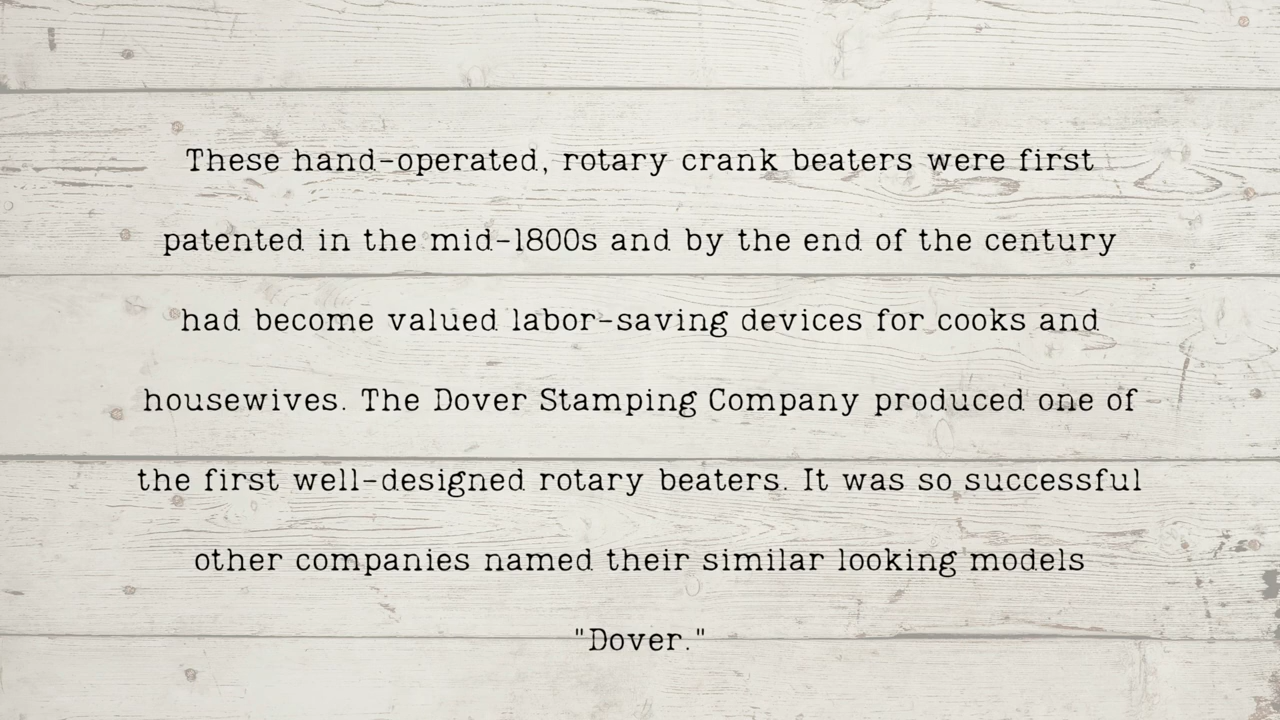 These hand-operated, rotary crank beaters were first
patented in the mid-1800s and by the end of the century
had become valued labor-saving devices for cooks and
housewives. The Dover Stamping Company produced one of
the first well-designed rotary beaters. It was so successful
other companies named their similar looking models
"Dover."